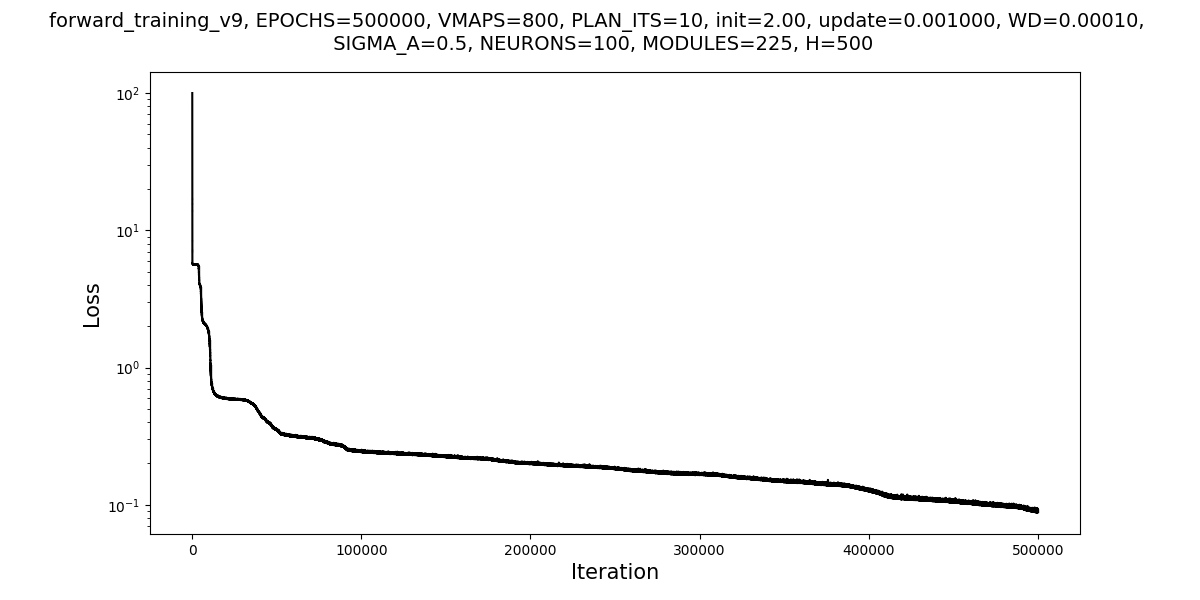 forward_training_v9, EPOCHS=500000, VMAPS=800, PLAN_ITS=10, init=2.00, update=0.001000, WD=0.00010,
SIGMA_A=0.5, NEURONS=100, MODULES=225, H=500
10²
10¹
10⁰
10⁻¹
Loss
0 100000 200000 300000 400000 500000
Iteration